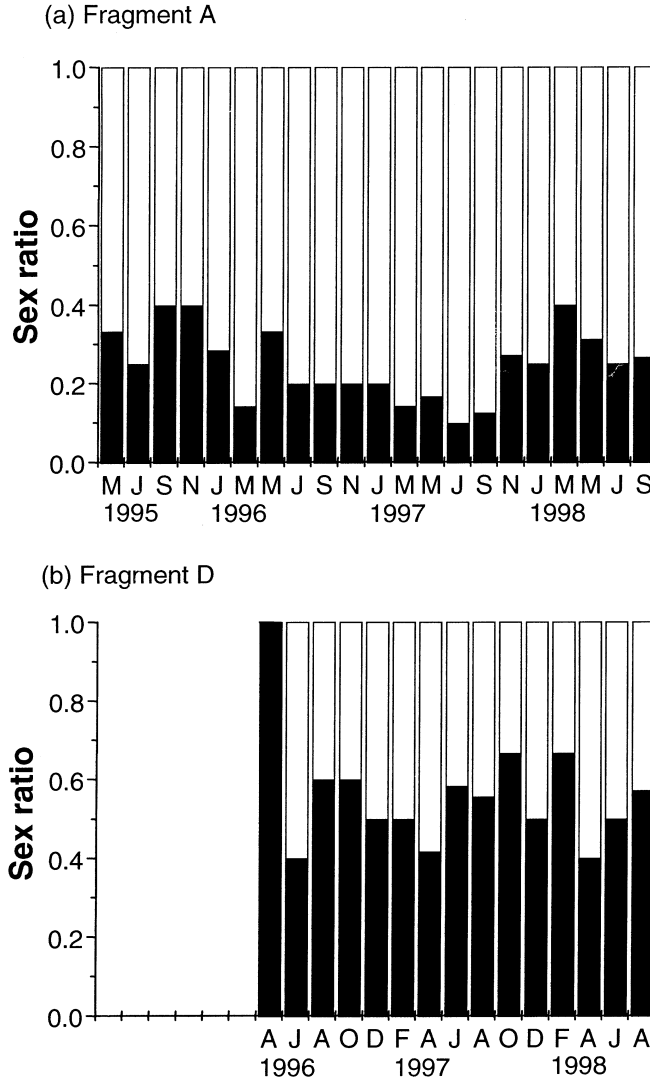 (a) Fragment A
1.0
0.8
0.6
0.4
0.2
0.0
Sex ratio
M J S N J M M J S N J M M J S N J M M J S
1995 1996 1997 1998
(b) Fragment D
1.0
0.8
0.6
0.4
0.2
0.0
Sex ratio
A J A O D F A J A O D F A J A
1996 1997 1998